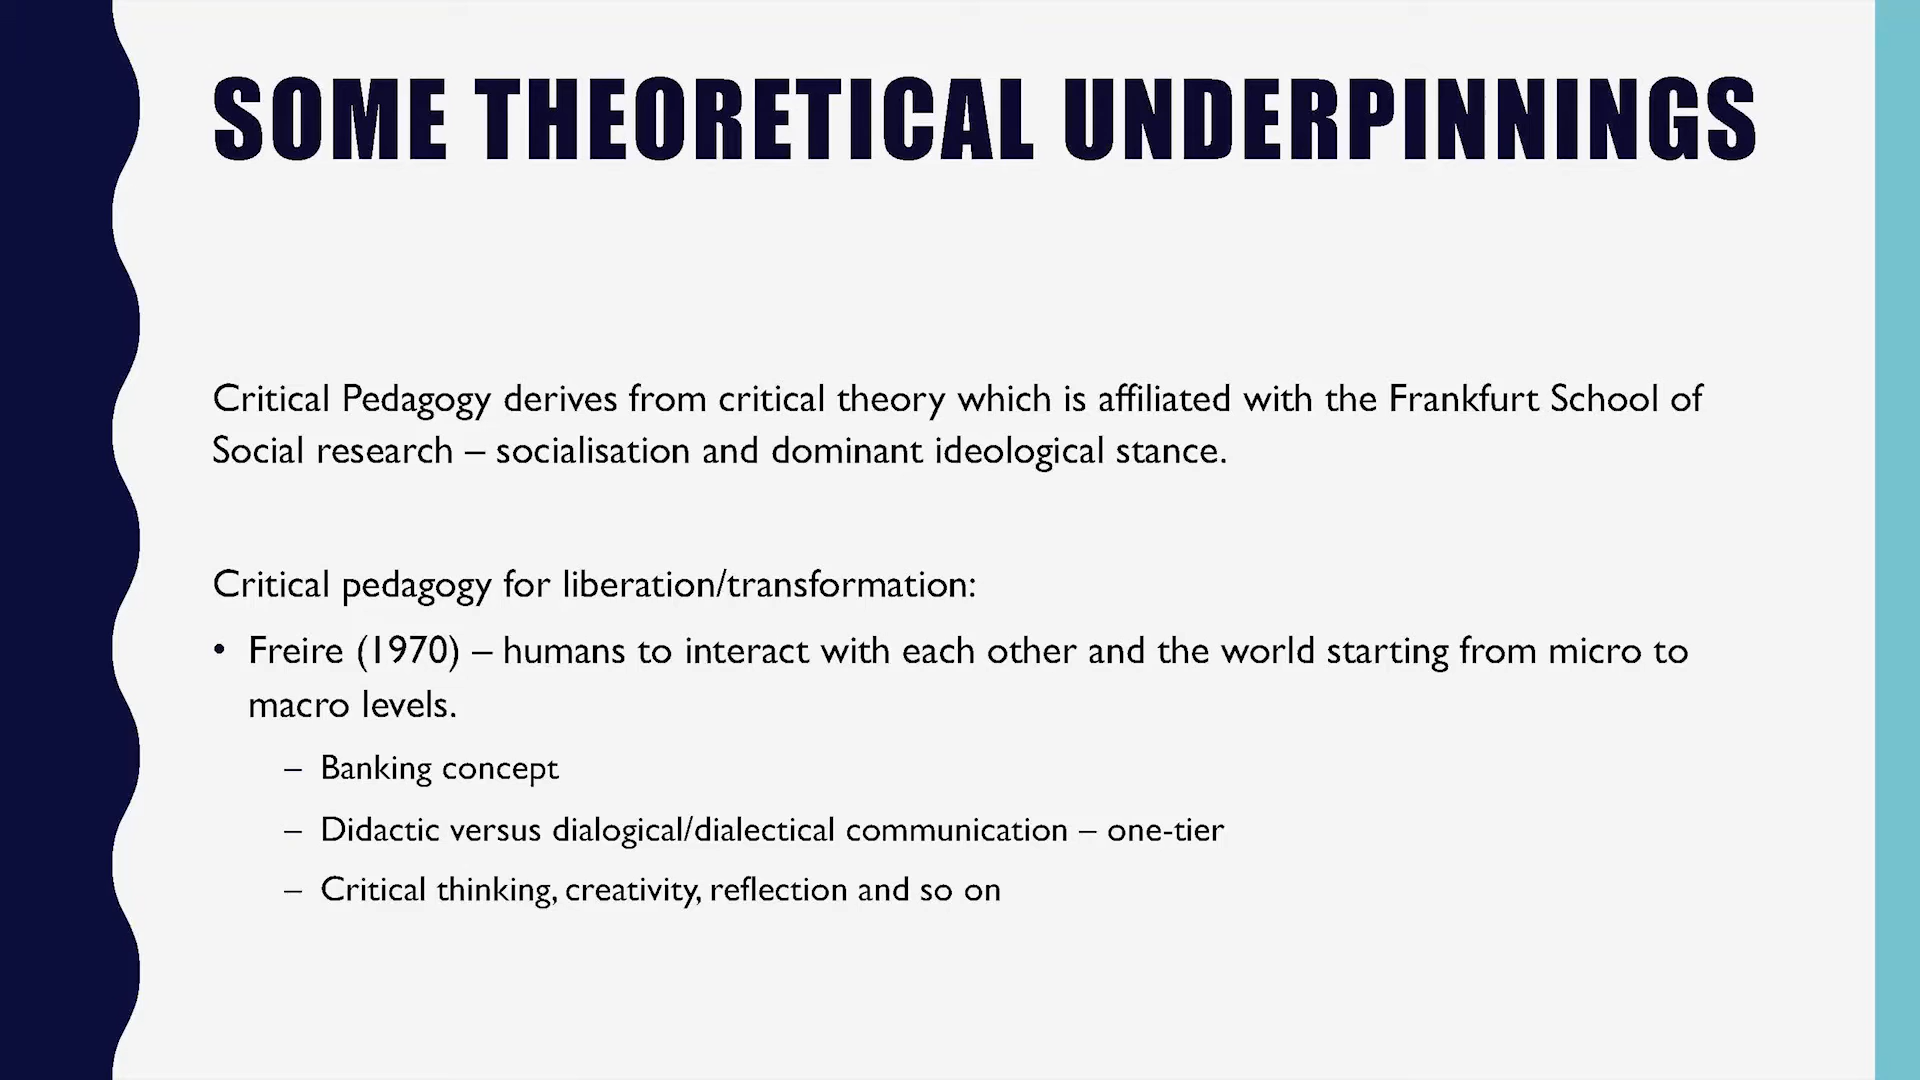 SOME THEORETICAL UNDERPINNINGS
Critical Pedagogy derives from critical theory which is affiliated with the Frankfurt School of
Social research – socialisation and dominant ideological stance.
Critical pedagogy for liberation/transformation:
• Freire (1970) – humans to interact with each other and the world starting from micro to
macro levels.
– Banking concept
– Didactic versus dialogical/dialectical communication – one-tier
– Critical thinking, creativity, reflection and so on